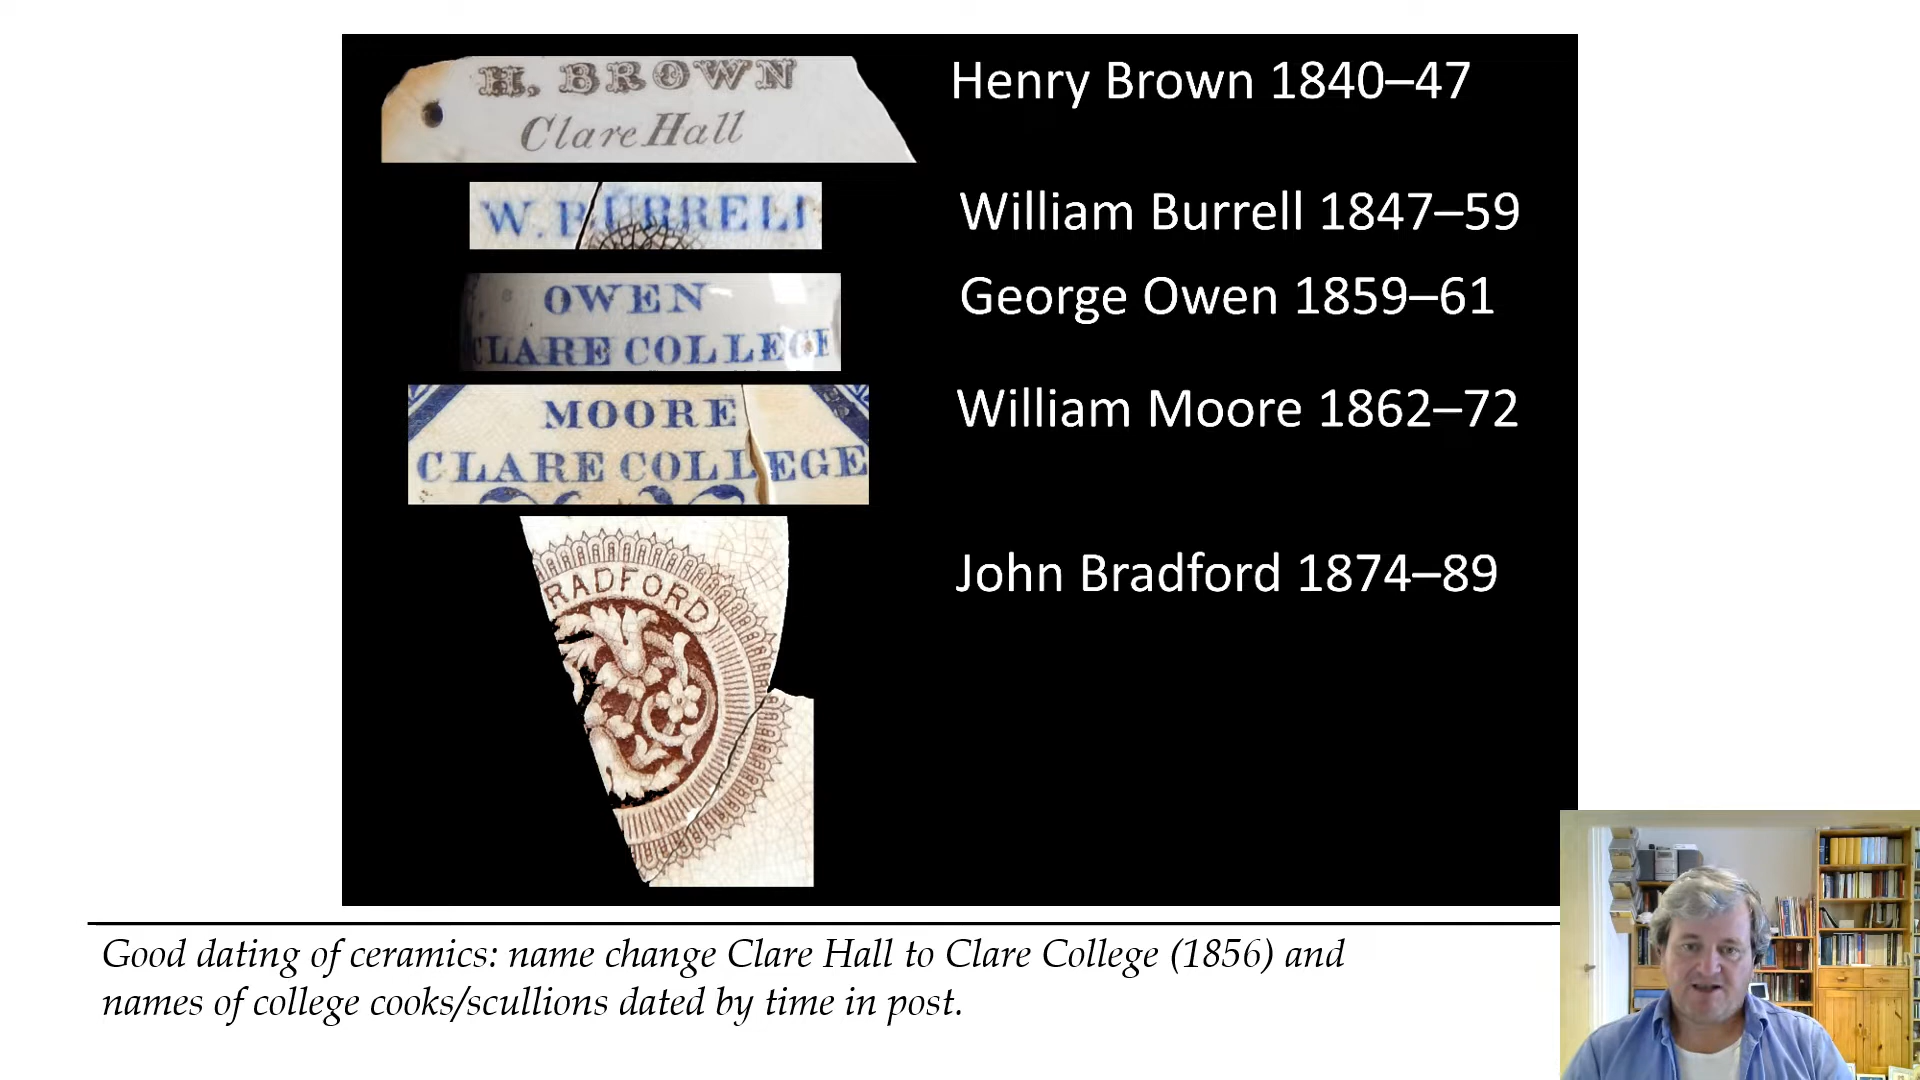 H. BROWN
Clare Hall
Henry Brown 1840–47
W. BURRELL
William Burrell 1847–59
OWEN
CLARE COLLEGE
George Owen 1859–61
MOORE
CLARE COLLEGE
William Moore 1862–72
RADFORD
John Bradford 1874–89
Good dating of ceramics: name change Clare Hall to Clare College (1856) and
names of college cooks/scullions dated by time in post.